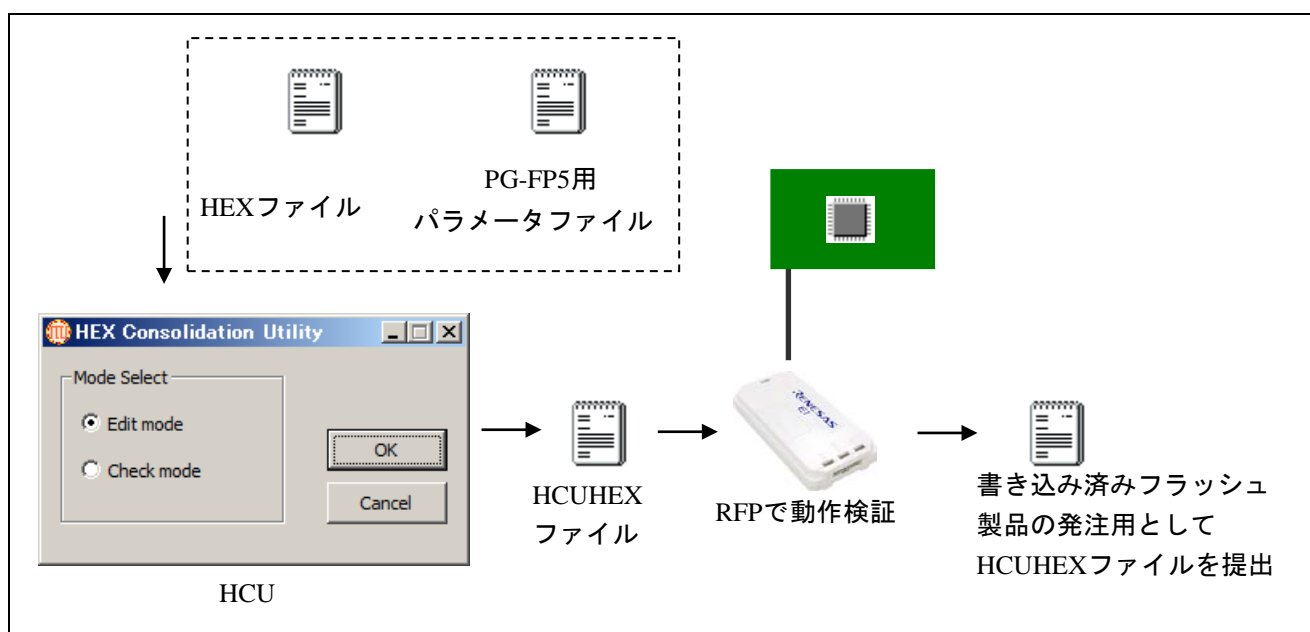 HEXファイル
PG-FP5用
パラメータファイル
HEX Consolidation Utility
Mode Select
Edit mode
Check mode
OK
Cancel
HCU
HCUHEX
ファイル
RENESAS
E1
RFPで動作検証
書き込み済みフラッシュ
製品の発注用として
HCUHEXファイルを提出